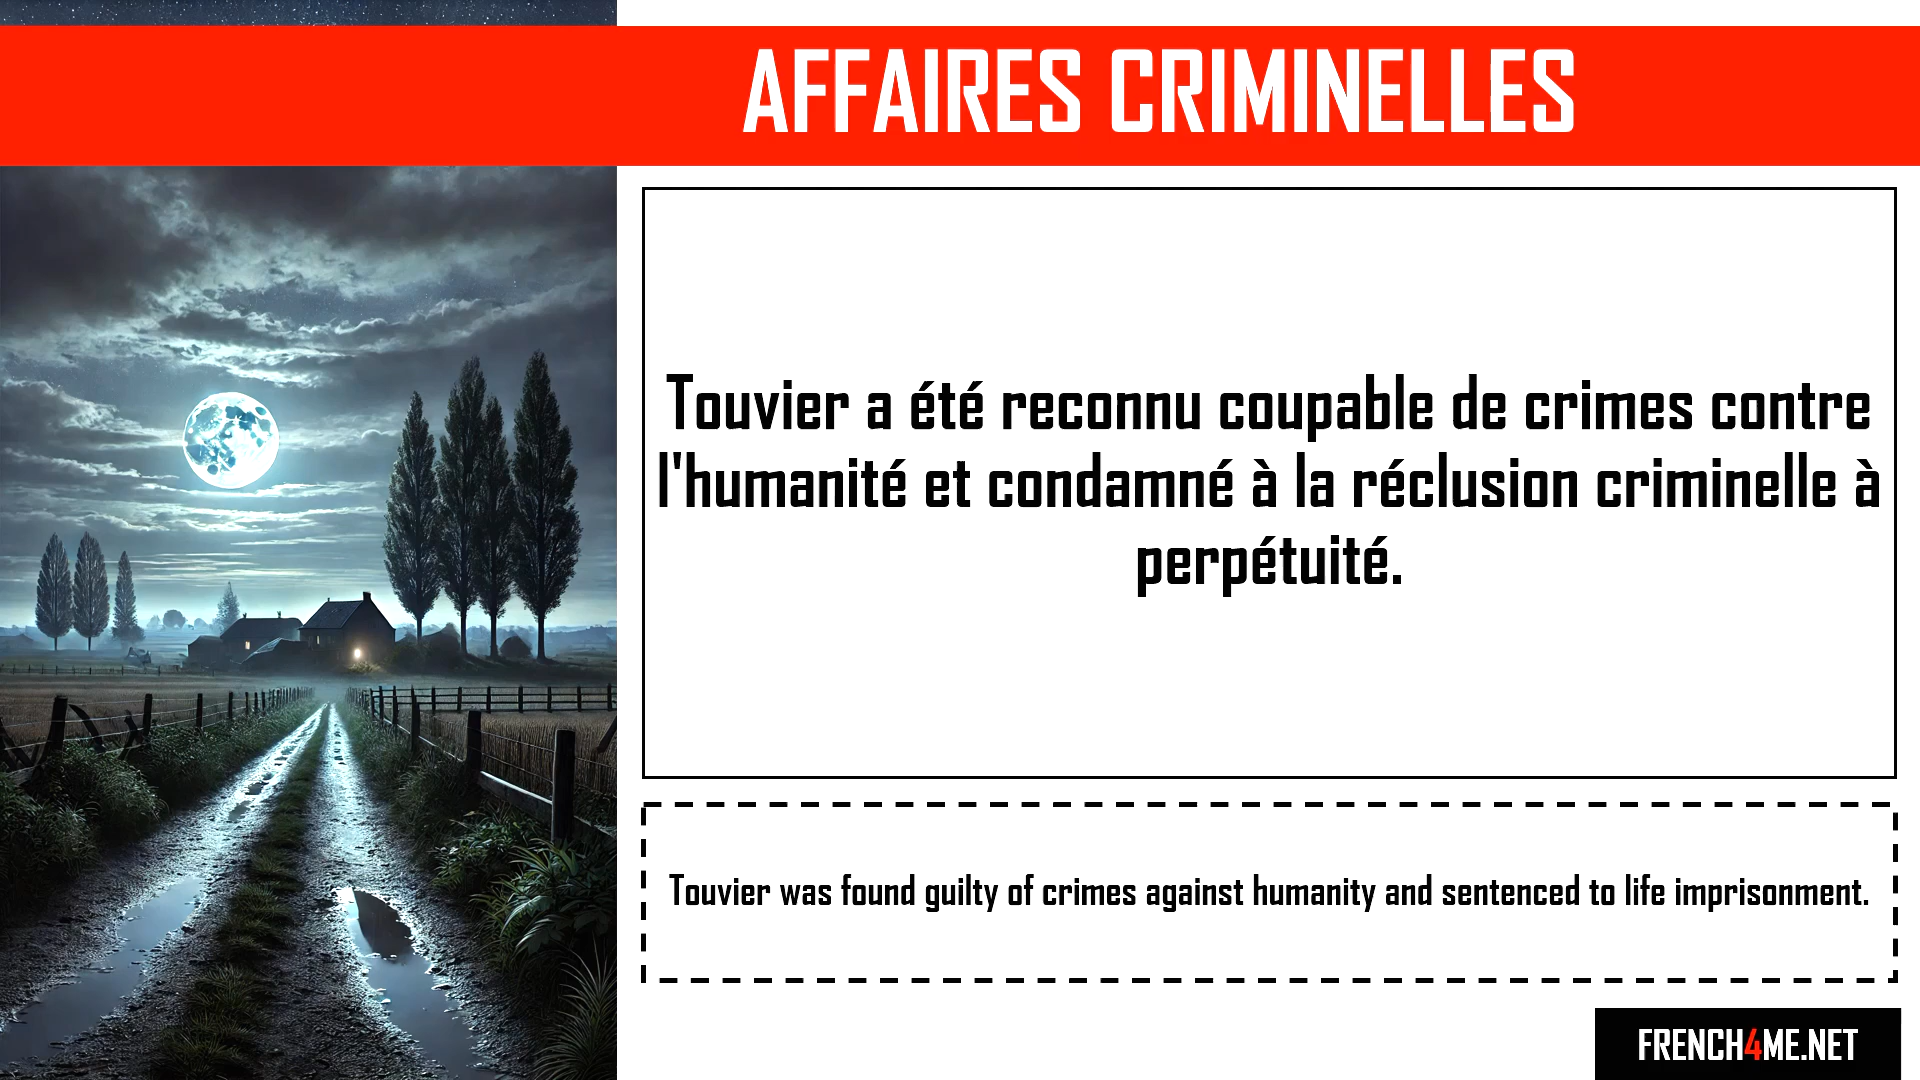 AFFAIRES CRIMINELLES
Touvier a été reconnu coupable de crimes contre
l'humanité et condamné à la réclusion criminelle à
perpétuité.
Touvier was found guilty of crimes against humanity and sentenced to life imprisonment.
FRENCH4ME.NET